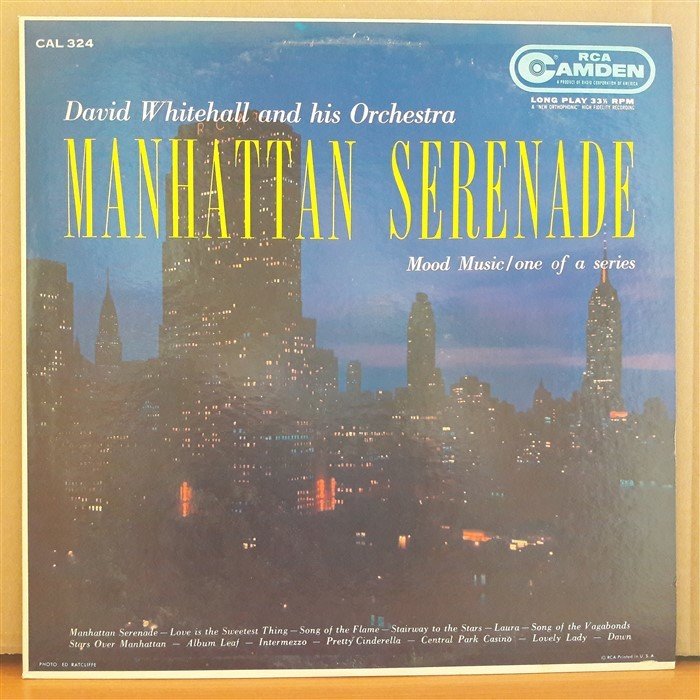 CAL 324
RCA
CAMDEN
A PRODUCT OF RADIO CORPORATION OF AMERICA
LONG PLAY 33⅓ RPM
A "NEW ORTHOPHONIC" HIGH FIDELITY RECORDING
David Whitehall and his Orchestra
RC
MANHATTAN SERENADE
Mood Music/one of a series
Manhattan Serenade — Love is the Sweetest Thing — Song of the Flame — Stairway to the Stars — Laura — Song of the Vagabonds
Stars Over Manhattan — Album Leaf — Intermezzo — Pretty Cinderella — Central Park Casino — Lovely Lady — Dawn
PHOTO: ED RATCLIFFE
© RCA Printed in U.S.A